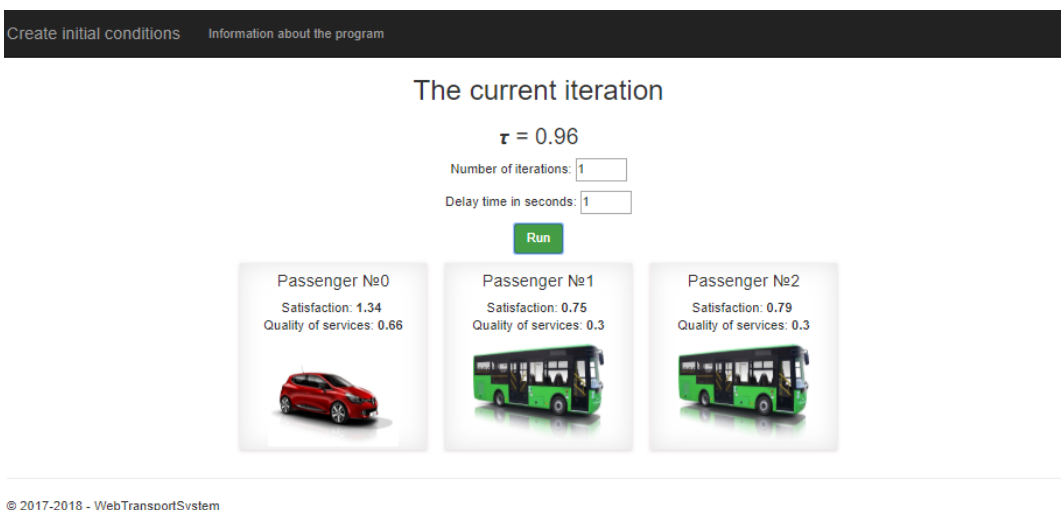 Create initial conditions Information about the program
The current iteration
τ = 0.96
Number of iterations: 1
Delay time in seconds: 1
Run
Passenger №0
Satisfaction: 1.34
Quality of services: 0.66
Passenger №1
Satisfaction: 0.75
Quality of services: 0.3
Passenger №2
Satisfaction: 0.79
Quality of services: 0.3
© 2017-2018 - WebTransportSystem